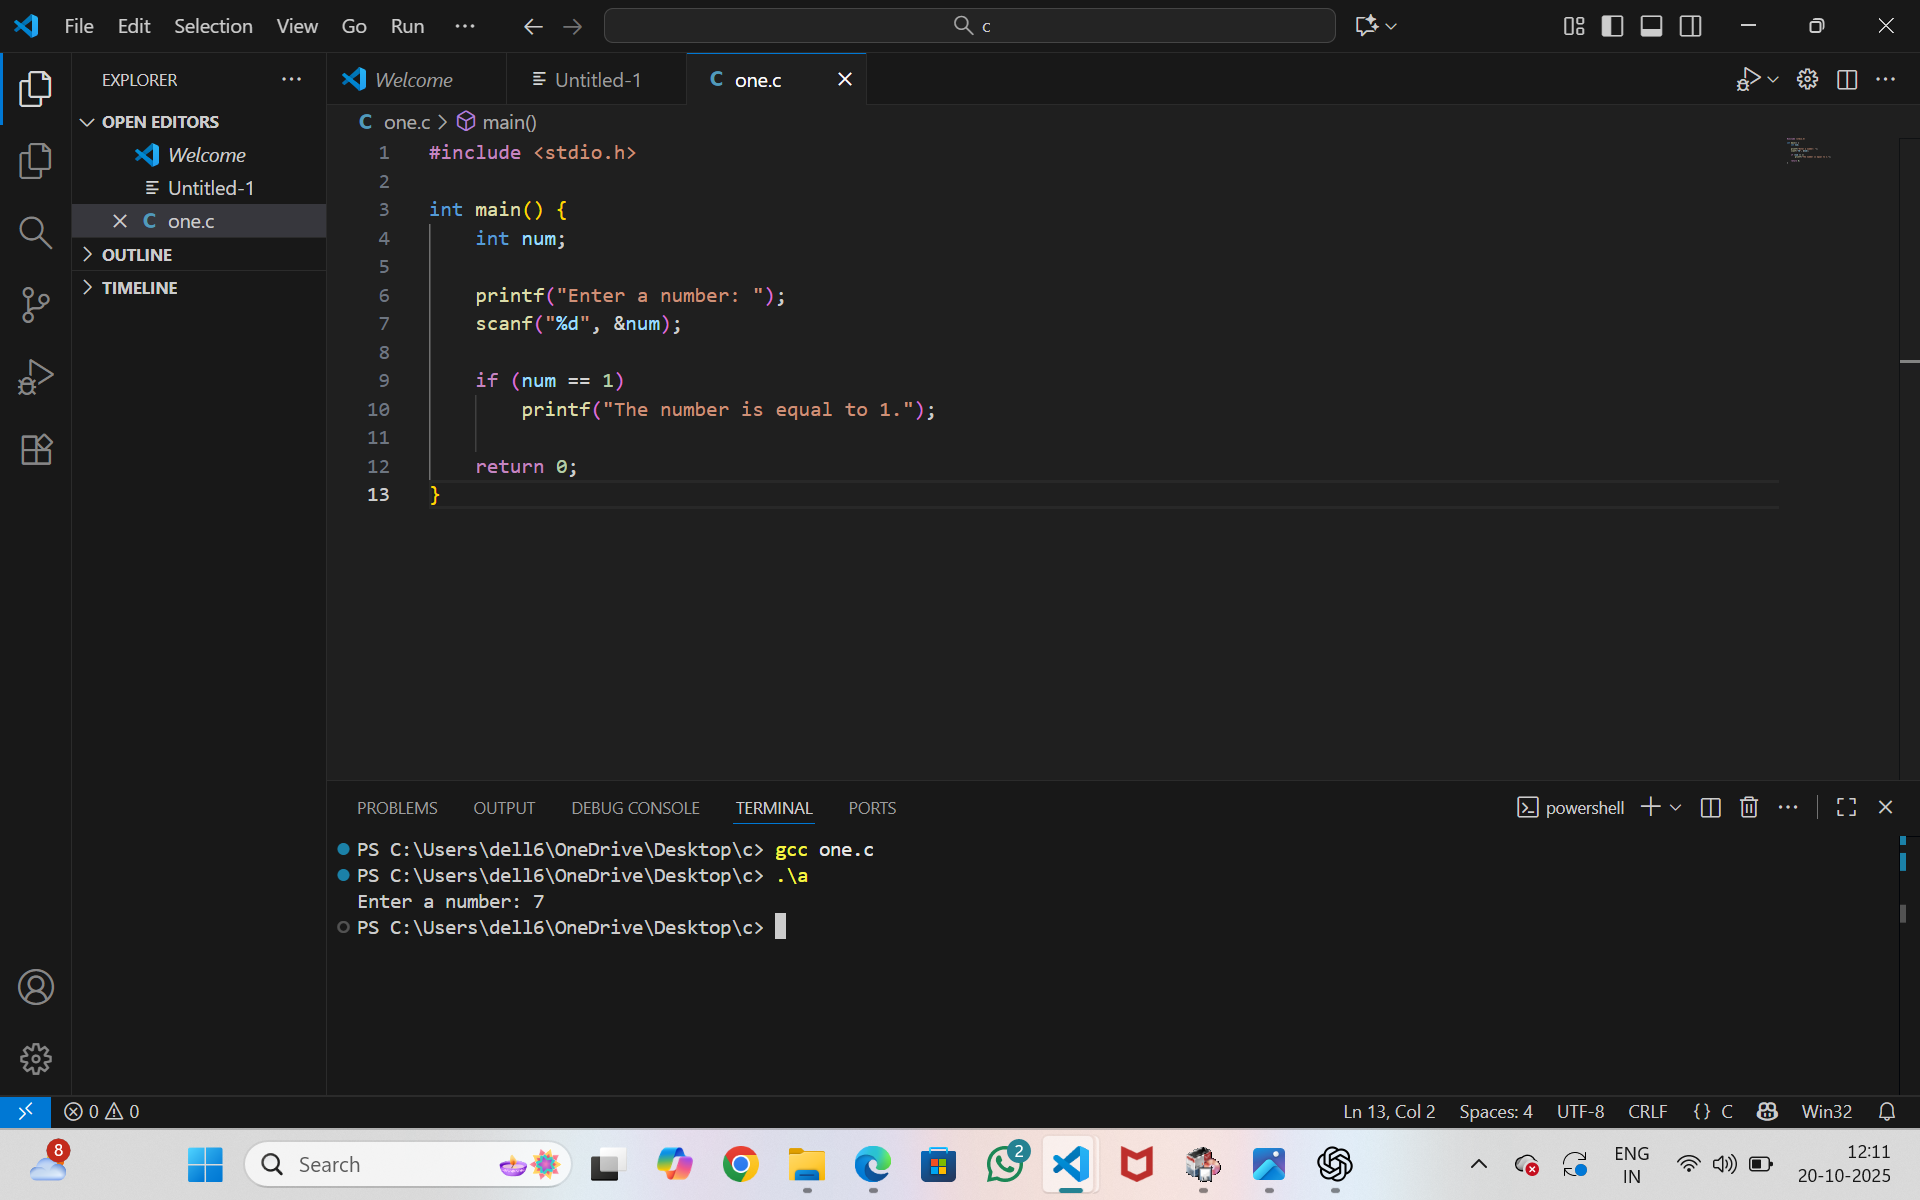 File Edit Selection View Go Run ··· c
EXPLORER ···
Welcome Untitled-1 C one.c
OPEN EDITORS
Welcome
Untitled-1
C one.c
OUTLINE
TIMELINE
C one.c > main()
1 #include <stdio.h>
2
3 int main() {
4 int num;
5
6 printf("Enter a number: ");
7 scanf("%d", &num);
8
9 if (num == 1)
10 printf("The number is equal to 1.");
11
12 return 0;
13 }
PROBLEMS OUTPUT DEBUG CONSOLE TERMINAL PORTS powershell
PS C:\Users\dell6\OneDrive\Desktop\c> gcc one.c
PS C:\Users\dell6\OneDrive\Desktop\c> .\a
Enter a number: 7
PS C:\Users\dell6\OneDrive\Desktop\c>
0 0 Ln 13, Col 2 Spaces: 4 UTF-8 CRLF {} C Win32
8 Search 2 ENG 12:11
IN 20-10-2025